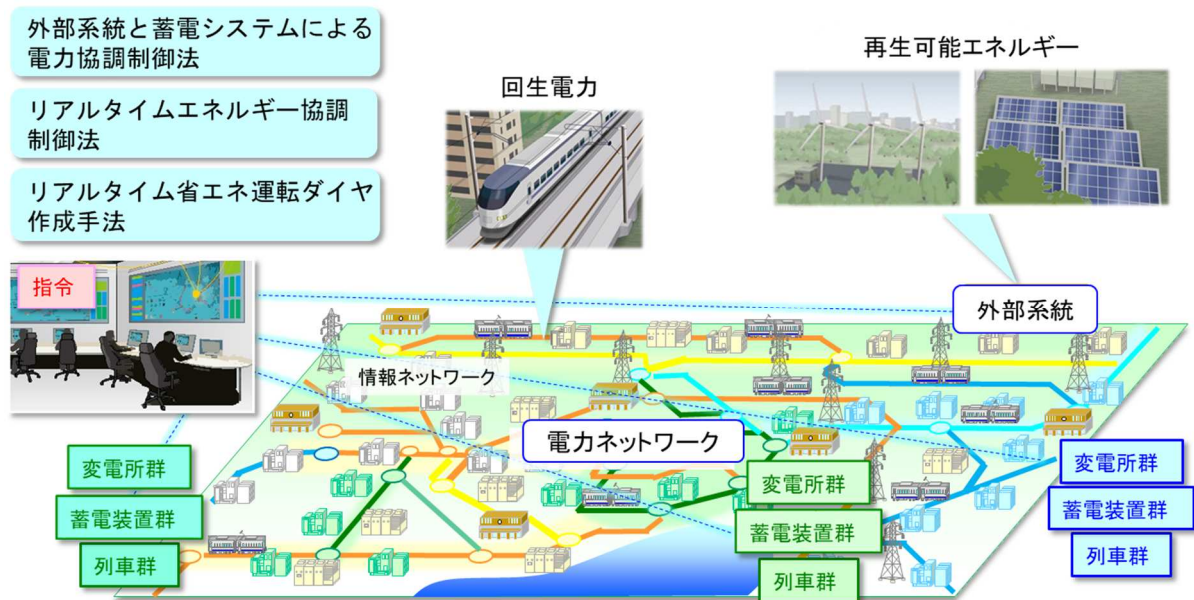 外部系統と蓄電システムによる
電力協調制御法
リアルタイムエネルギー協調
制御法
リアルタイム省エネ運転ダイヤ
作成手法
回生電力
再生可能エネルギー
指令
外部系統
情報ネットワーク
電力ネットワーク
変電所群
蓄電装置群
列車群
変電所群
蓄電装置群
列車群
変電所群
蓄電装置群
列車群